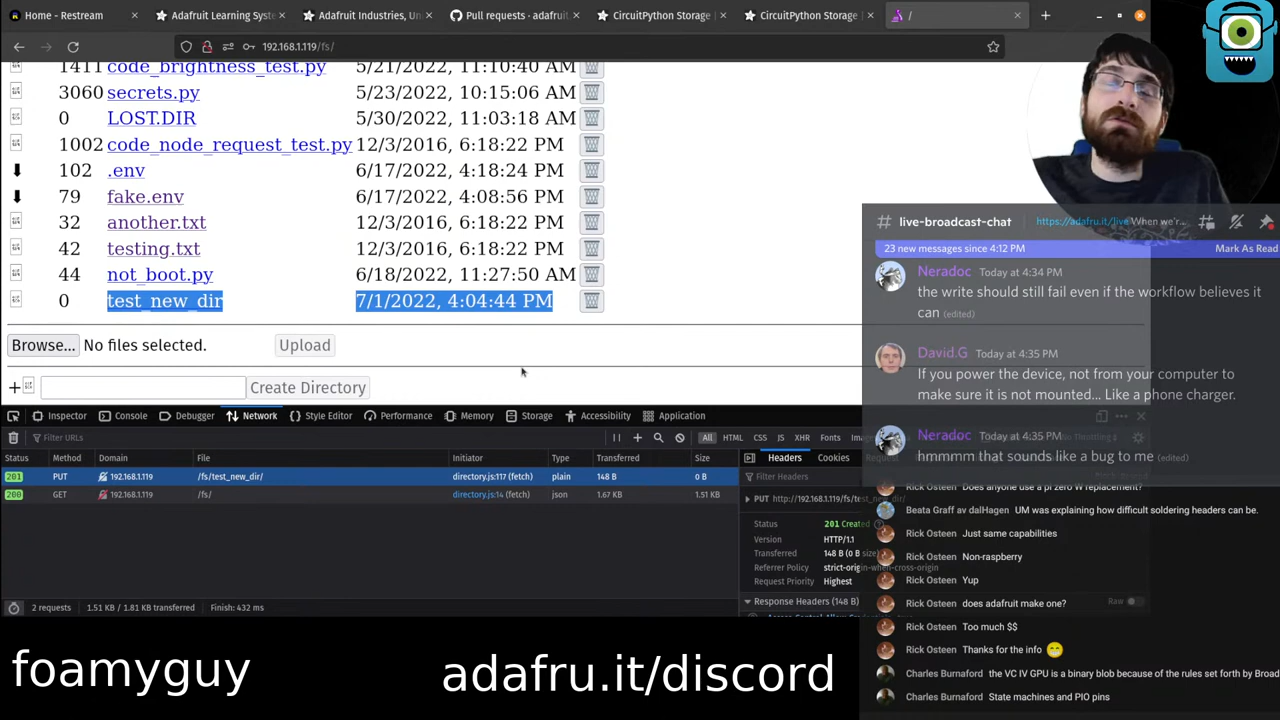 Home - Restream
Adafruit Learning Syst
Adafruit Industries, Uni
Pull requests · adafruit
CircuitPython Storage
CircuitPython Storage
/
192.168.1.119/fs/
1411 code_brightness_test.py 5/21/2022, 11:10:40 AM
3060 secrets.py 5/23/2022, 10:15:06 AM
0 LOST.DIR 5/30/2022, 11:03:18 AM
1002 code_node_request_test.py 12/3/2016, 6:18:22 PM
102 .env 6/17/2022, 4:18:24 PM
79 fake.env 6/17/2022, 4:08:56 PM
32 another.txt 12/3/2016, 6:18:22 PM
42 testing.txt 12/3/2016, 6:18:22 PM
44 not_boot.py 6/18/2022, 11:27:50 AM
0 test_new_dir 7/1/2022, 4:04:44 PM
Browse... No files selected. Upload
+ Create Directory
Inspector Console Debugger Network Style Editor Performance Memory Storage Accessibility Application
Filter URLs
All HTML CSS JS XHR Fonts
Status Method Domain File Initiator Type Transferred Size
201 PUT 192.168.1.119 /fs/test_new_dir/ directory.js:117 (fetch) plain 148 B 0 B
200 GET 192.168.1.119 /fs/ directory.js:14 (fetch) json 1.67 KB 1.51 KB
Headers Cookies
Filter Headers
PUT http://192.168.1.119/fs/test_new_dir/
Status 201 Created
Version HTTP/1.1
Transferred 148 B (0 B size)
Referrer Policy strict-origin-when-cross-origin
Request Priority Highest
Response Headers (148 B) Raw
2 requests 1.51 KB / 1.81 KB transferred Finish: 432 ms
# live-broadcast-chat https://adafru.it/live When we'r...
23 new messages since 4:12 PM Mark As Read
Neradoc Today at 4:34 PM
the write should still fail even if the workflow believes it
can (edited)
David.G Today at 4:35 PM
If you power the device, not from your computer to
make sure it is not mounted... Like a phone charger.
Neradoc Today at 4:35 PM
hmmmm that sounds like a bug to me (edited)
Does anyone use a pi zero W replacement?
Beata Graff av dalHagen UM was explaining how difficult soldering headers can be.
Rick Osteen Just same capabilities
Rick Osteen Non-raspberry
Rick Osteen Yup
Rick Osteen does adafruit make one?
Rick Osteen Too much $$
Rick Osteen Thanks for the info
Charles Burnaford the VC IV GPU is a binary blob because of the rules set forth by Broad
Charles Burnaford State machines and PIO pins
foamyguy
adafru.it/discord